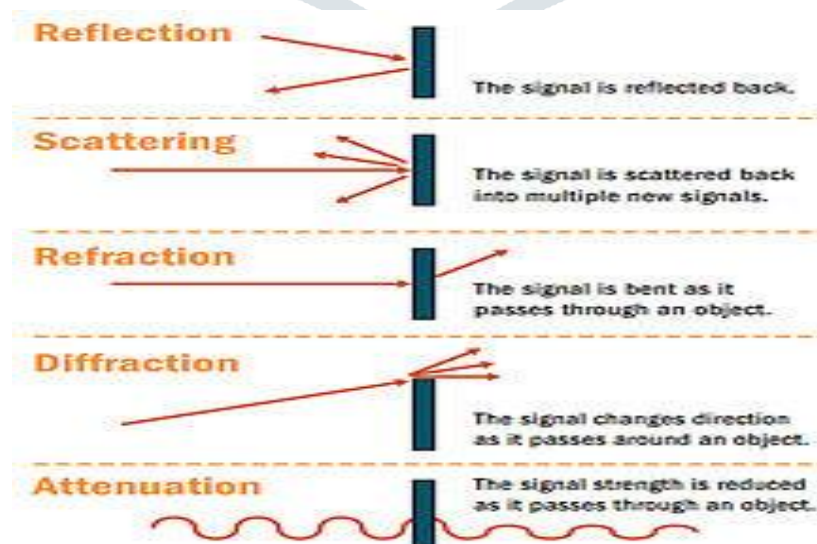 Reflection
The signal is reflected back.
Scattering
The signal is scattered back
into multiple new signals.
Refraction
The signal is bent as it
passes through an object.
Diffraction
The signal changes direction
as it passes around an object.
Attenuation
The signal strength is reduced
as it passes through an object.